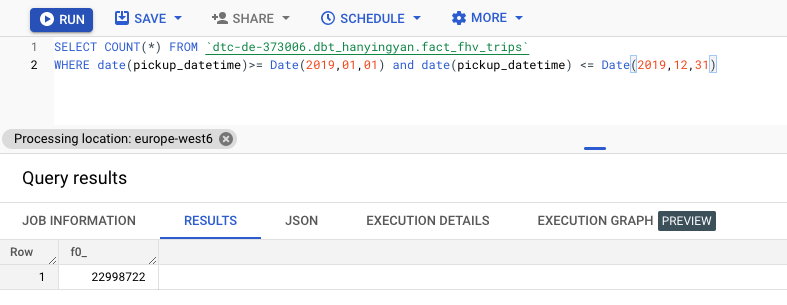 RUN SAVE SHARE SCHEDULE MORE
1 SELECT COUNT(*) FROM `dtc-de-373006.dbt_hanyingyan.fact_fhv_trips`
2 WHERE date(pickup_datetime)>= Date(2019,01,01) and date(pickup_datetime) <= Date(2019,12,31)
Processing location: europe-west6
Query results
JOB INFORMATION RESULTS JSON EXECUTION DETAILS EXECUTION GRAPH PREVIEW
Row f0_
1 22998722